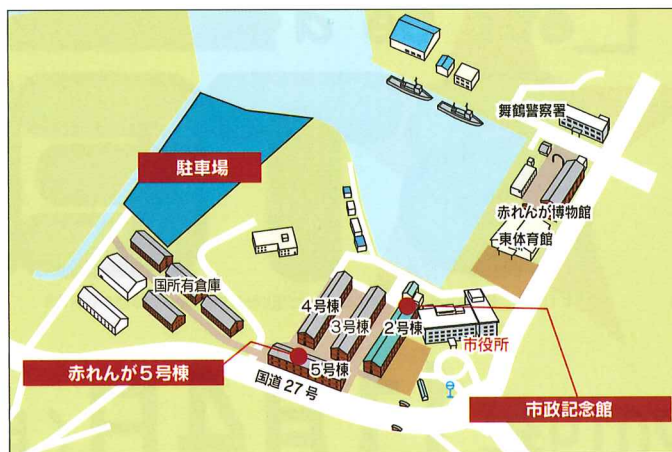 舞鶴警察署
駐車場
赤れんが博物館
東体育館
国所有倉庫
4号棟
3号棟
2号棟
市役所
5号棟
赤れんが5号棟
国道27号
市政記念館